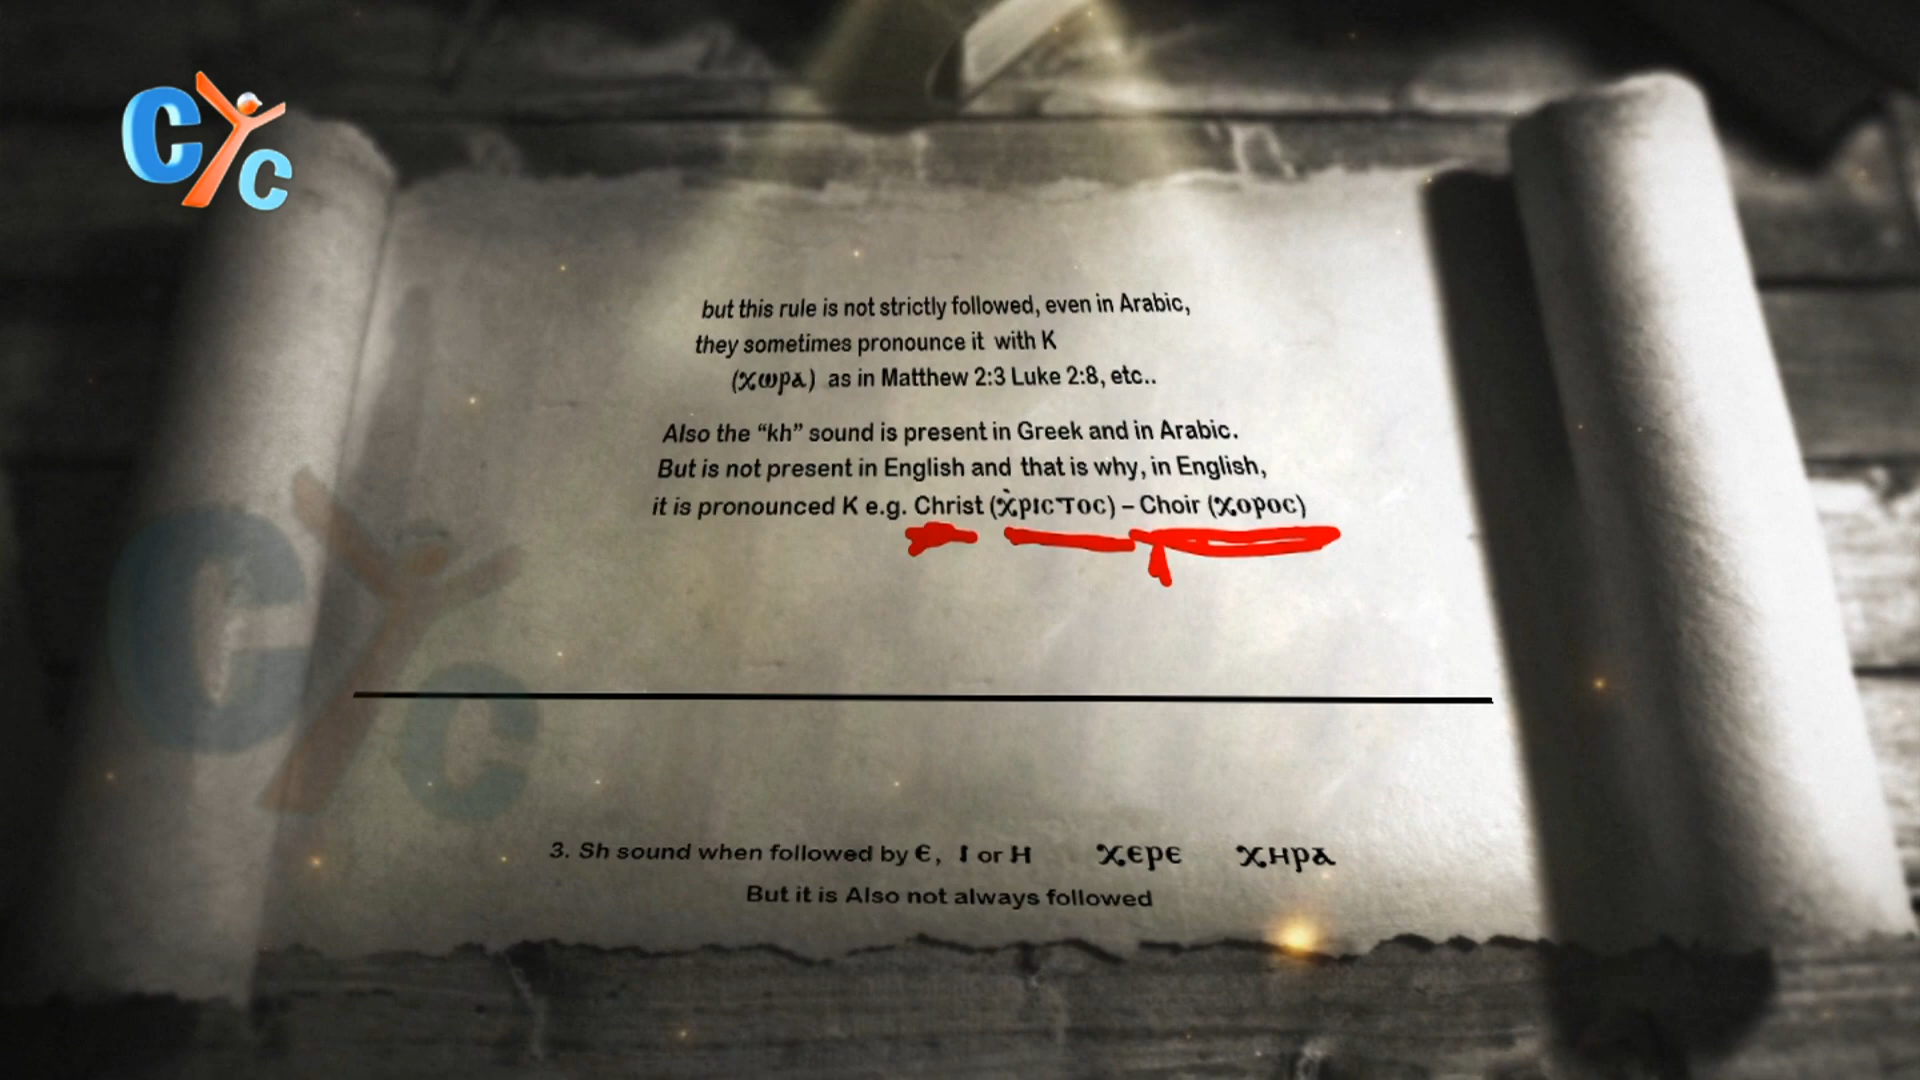 CYC
but this rule is not strictly followed, even in Arabic,
they sometimes pronounce it with K
(ⲭⲱⲣⲁ) as in Matthew 2:3 Luke 2:8, etc..
Also the “kh” sound is present in Greek and in Arabic.
But is not present in English and that is why, in English,
it is pronounced K e.g. Christ (ⲭ̀ⲣⲓⲥⲧⲟⲥ) – Choir (ⲭⲟⲣⲟⲥ)
3. Sh sound when followed by Ⲉ, Ⲓ or Ⲏ ⲭⲉⲣⲉ ⲭⲏⲣⲁ
But it is Also not always followed